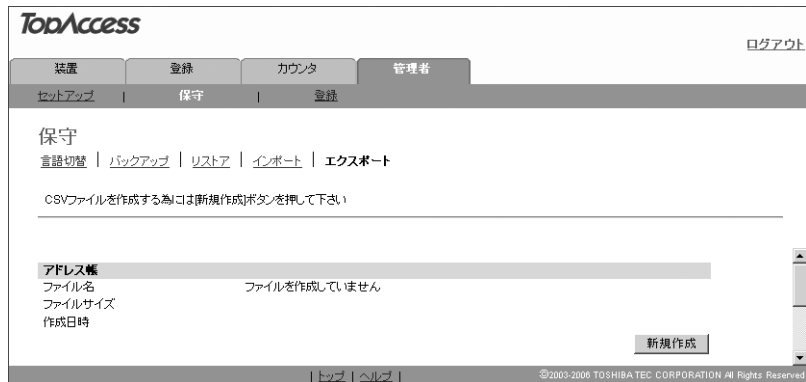 TopAccess
ログアウト
装置 登録 カウンタ 管理者
セットアップ | 保守 | 登録
保守
言語切替 | バックアップ | リストア | インポート | エクスポート
CSVファイルを作成する為には[新規作成]ボタンを押して下さい
アドレス帳
ファイル名 ファイルを作成していません
ファイルサイズ
作成日時
新規作成
| トップ | ヘルプ | ©2003-2006 TOSHIBA TEC CORPORATION All Rights Reserved